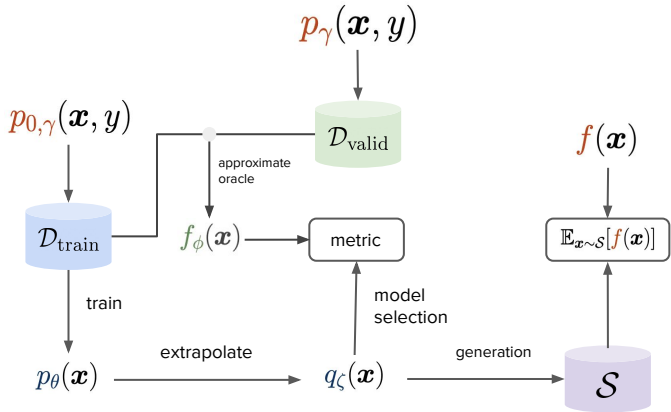 p_γ(x, y)
p_{0,γ}(x, y)
D_valid
f(x)
approximate
oracle
D_train
f_ϕ(x)
metric
𝔼_{x∼S}[f(x)]
train
model
selection
extrapolate
generation
p_θ(x)
q_ζ(x)
S